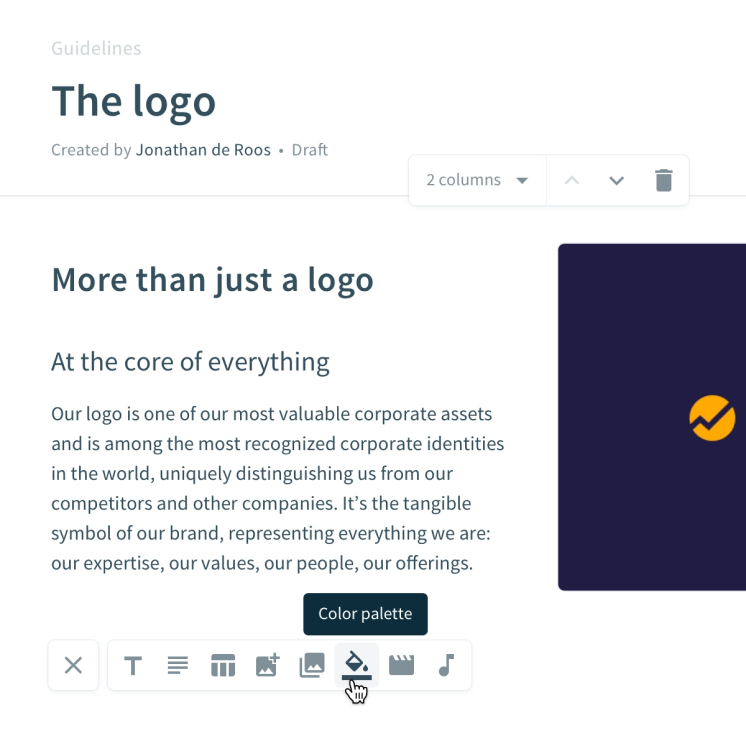 Guidelines
The logo
Created by Jonathan de Roos • Draft
2 columns
More than just a logo
At the core of everything
Our logo is one of our most valuable corporate assets
and is among the most recognized corporate identities
in the world, uniquely distinguishing us from our
competitors and other companies. It’s the tangible
symbol of our brand, representing everything we are:
our expertise, our values, our people, our offerings.
Color palette